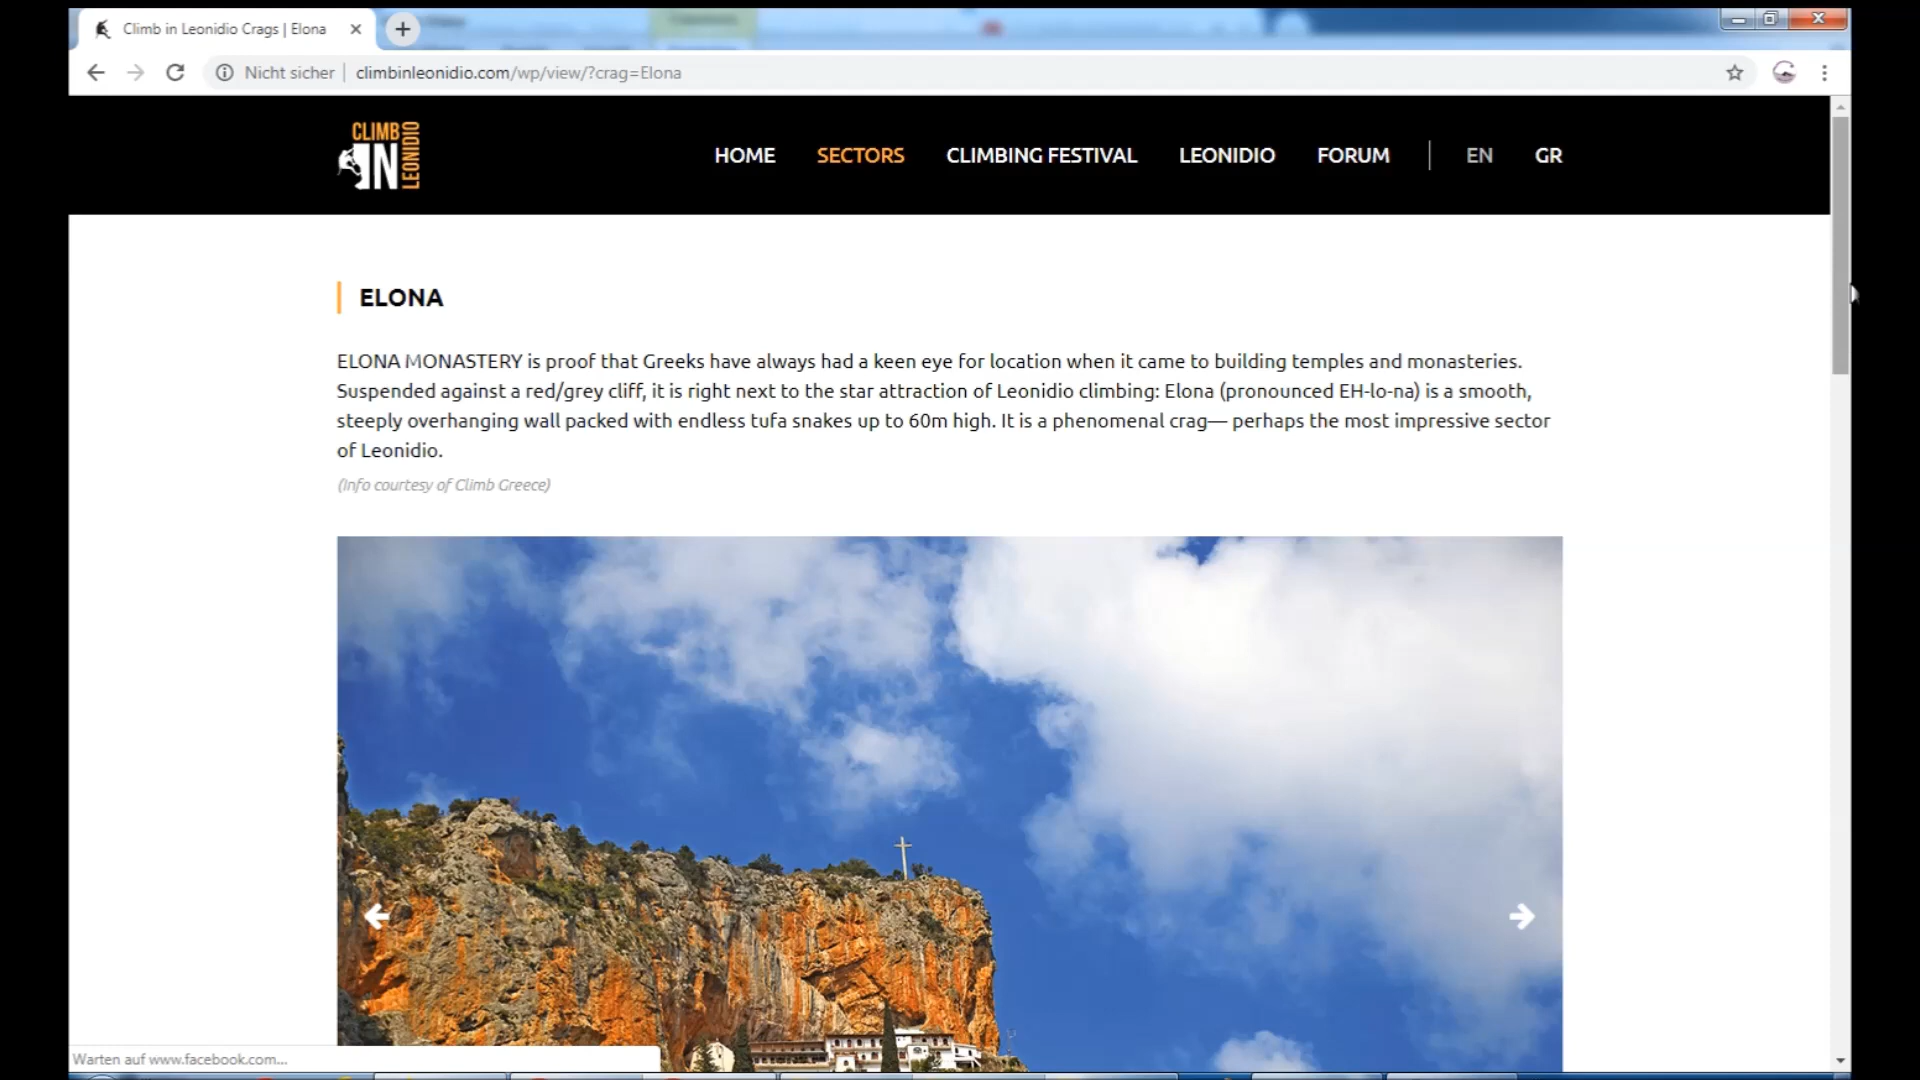 Climb in Leonidio Crags | Elona
Nicht sicher
climbinleonidio.com/wp/view/?crag=Elona
CLIMB
IN
LEONIDIO
HOME
SECTORS
CLIMBING FESTIVAL
LEONIDIO
FORUM
EN
GR
ELONA
ELONA MONASTERY is proof that Greeks have always had a keen eye for location when it came to building temples and monasteries.
Suspended against a red/grey cliff, it is right next to the star attraction of Leonidio climbing: Elona (pronounced EH-lo-na) is a smooth,
steeply overhanging wall packed with endless tufa snakes up to 60m high. It is a phenomenal crag— perhaps the most impressive sector
of Leonidio.
(Info courtesy of Climb Greece)
Warten auf www.facebook.com...